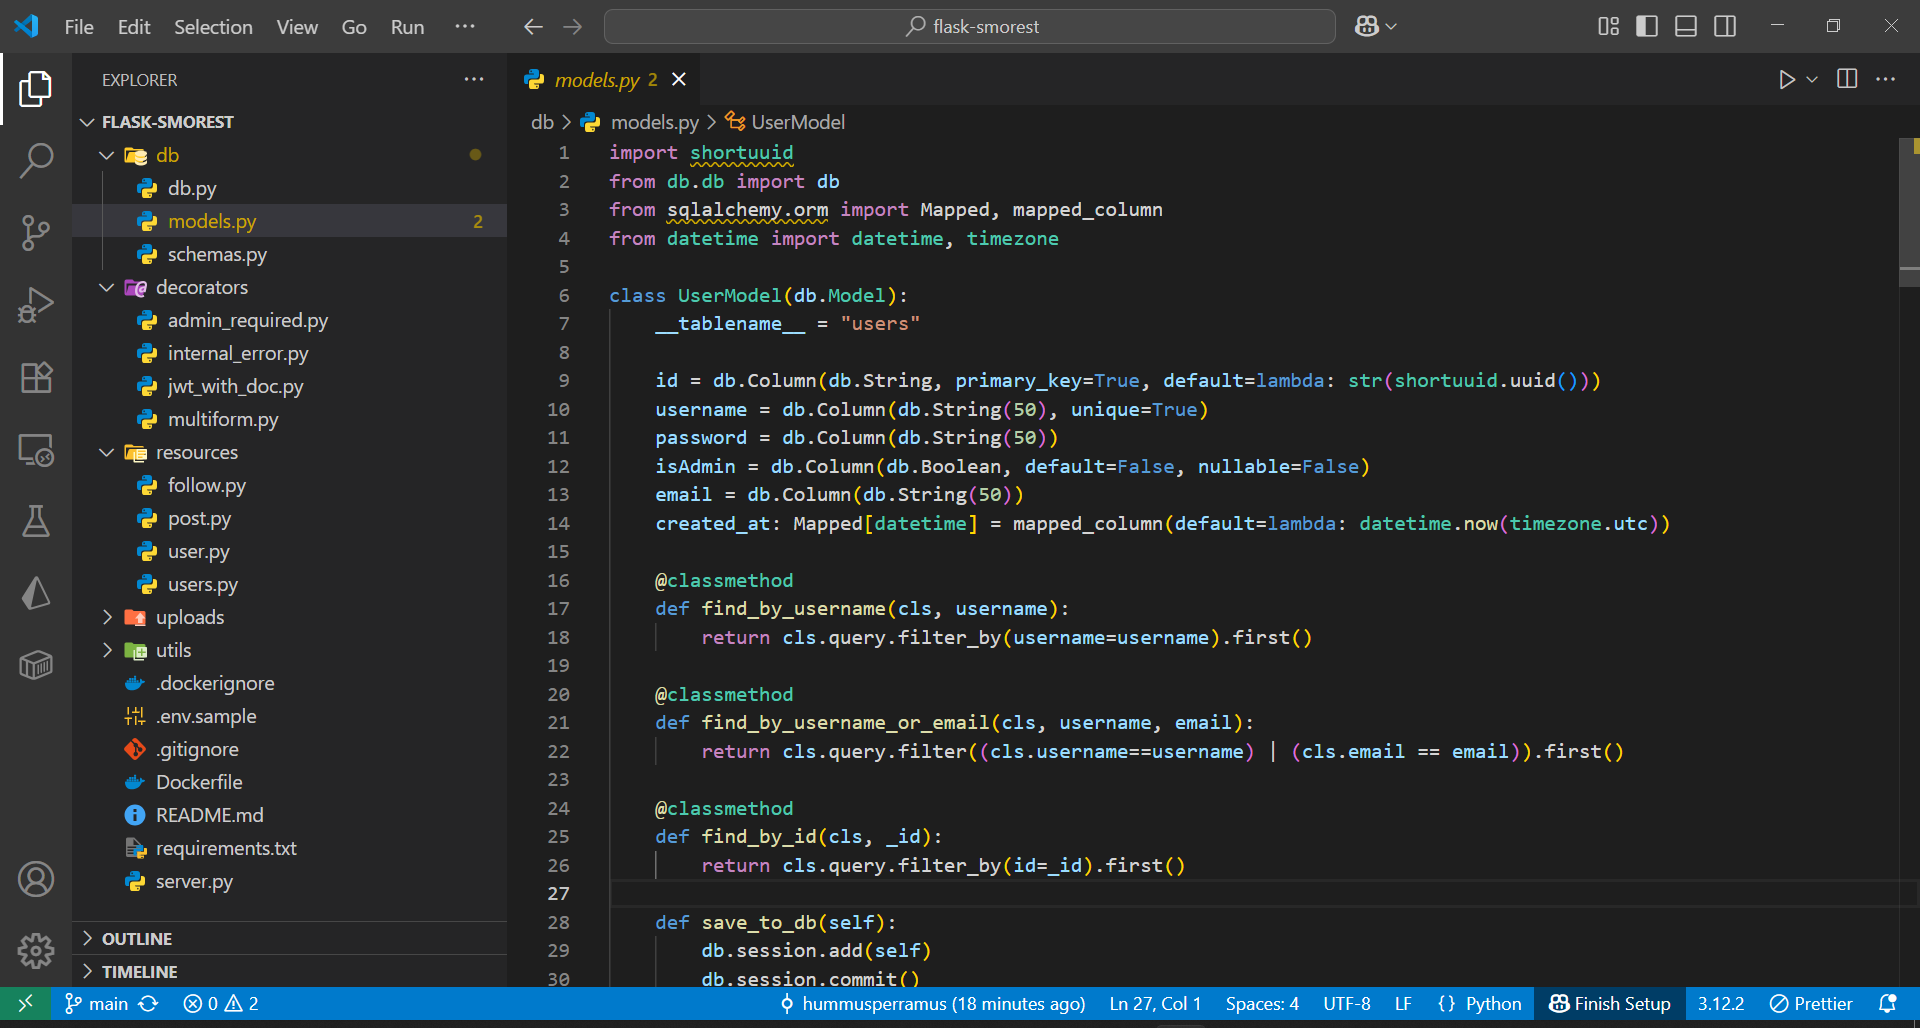 File Edit Selection View Go Run ··· flask-smorest
EXPLORER ···
FLASK-SMOREST
db
db.py
models.py 2
schemas.py
decorators
admin_required.py
internal_error.py
jwt_with_doc.py
multiform.py
resources
follow.py
post.py
user.py
users.py
uploads
utils
.dockerignore
.env.sample
.gitignore
Dockerfile
README.md
requirements.txt
server.py
OUTLINE
TIMELINE
models.py 2
db > models.py > UserModel
1 import shortuuid
2 from db.db import db
3 from sqlalchemy.orm import Mapped, mapped_column
4 from datetime import datetime, timezone
5
6 class UserModel(db.Model):
7     __tablename__ = "users"
8
9     id = db.Column(db.String, primary_key=True, default=lambda: str(shortuuid.uuid()))
10     username = db.Column(db.String(50), unique=True)
11     password = db.Column(db.String(50))
12     isAdmin = db.Column(db.Boolean, default=False, nullable=False)
13     email = db.Column(db.String(50))
14     created_at: Mapped[datetime] = mapped_column(default=lambda: datetime.now(timezone.utc))
15
16     @classmethod
17     def find_by_username(cls, username):
18         return cls.query.filter_by(username=username).first()
19
20     @classmethod
21     def find_by_username_or_email(cls, username, email):
22         return cls.query.filter((cls.username==username) | (cls.email == email)).first()
23
24     @classmethod
25     def find_by_id(cls, _id):
26         return cls.query.filter_by(id=_id).first()
27
28     def save_to_db(self):
29         db.session.add(self)
30         db.session.commit()
main 0 2 hummusperramus (18 minutes ago) Ln 27, Col 1 Spaces: 4 UTF-8 LF {} Python Finish Setup 3.12.2 Prettier